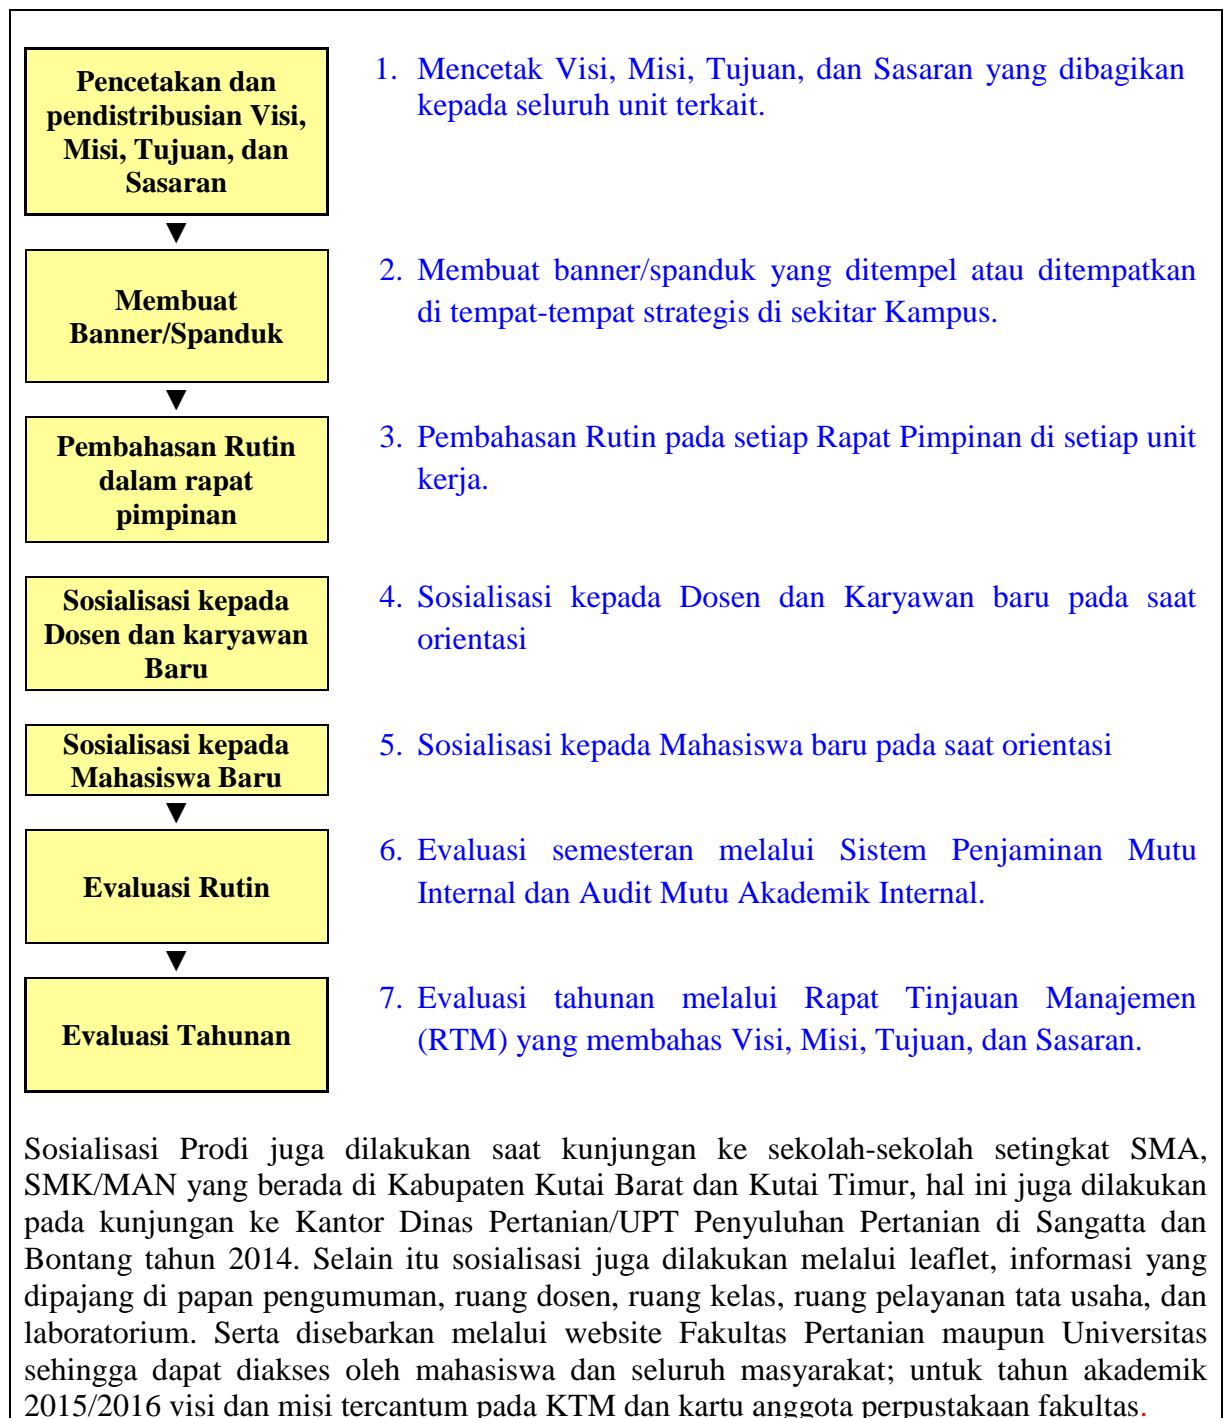 Pencetakan dan
pendistribusian Visi,
Misi, Tujuan, dan
Sasaran
1. Mencetak Visi, Misi, Tujuan, dan Sasaran yang dibagikan
kepada seluruh unit terkait.
Membuat
Banner/Spanduk
2. Membuat banner/spanduk yang ditempel atau ditempatkan
di tempat-tempat strategis di sekitar Kampus.
Pembahasan Rutin
dalam rapat
pimpinan
3. Pembahasan Rutin pada setiap Rapat Pimpinan di setiap unit
kerja.
Sosialisasi kepada
Dosen dan karyawan
Baru
4. Sosialisasi kepada Dosen dan Karyawan baru pada saat
orientasi
Sosialisasi kepada
Mahasiswa Baru
5. Sosialisasi kepada Mahasiswa baru pada saat orientasi
Evaluasi Rutin
6. Evaluasi semesteran melalui Sistem Penjaminan Mutu
Internal dan Audit Mutu Akademik Internal.
Evaluasi Tahunan
7. Evaluasi tahunan melalui Rapat Tinjauan Manajemen
(RTM) yang membahas Visi, Misi, Tujuan, dan Sasaran.
Sosialisasi Prodi juga dilakukan saat kunjungan ke sekolah-sekolah setingkat SMA,
SMK/MAN yang berada di Kabupaten Kutai Barat dan Kutai Timur, hal ini juga dilakukan
pada kunjungan ke Kantor Dinas Pertanian/UPT Penyuluhan Pertanian di Sangatta dan
Bontang tahun 2014. Selain itu sosialisasi juga dilakukan melalui leaflet, informasi yang
dipajang di papan pengumuman, ruang dosen, ruang kelas, ruang pelayanan tata usaha, dan
laboratorium. Serta disebarkan melalui website Fakultas Pertanian maupun Universitas
sehingga dapat diakses oleh mahasiswa dan seluruh masyarakat; untuk tahun akademik
2015/2016 visi dan misi tercantum pada KTM dan kartu anggota perpustakaan fakultas.